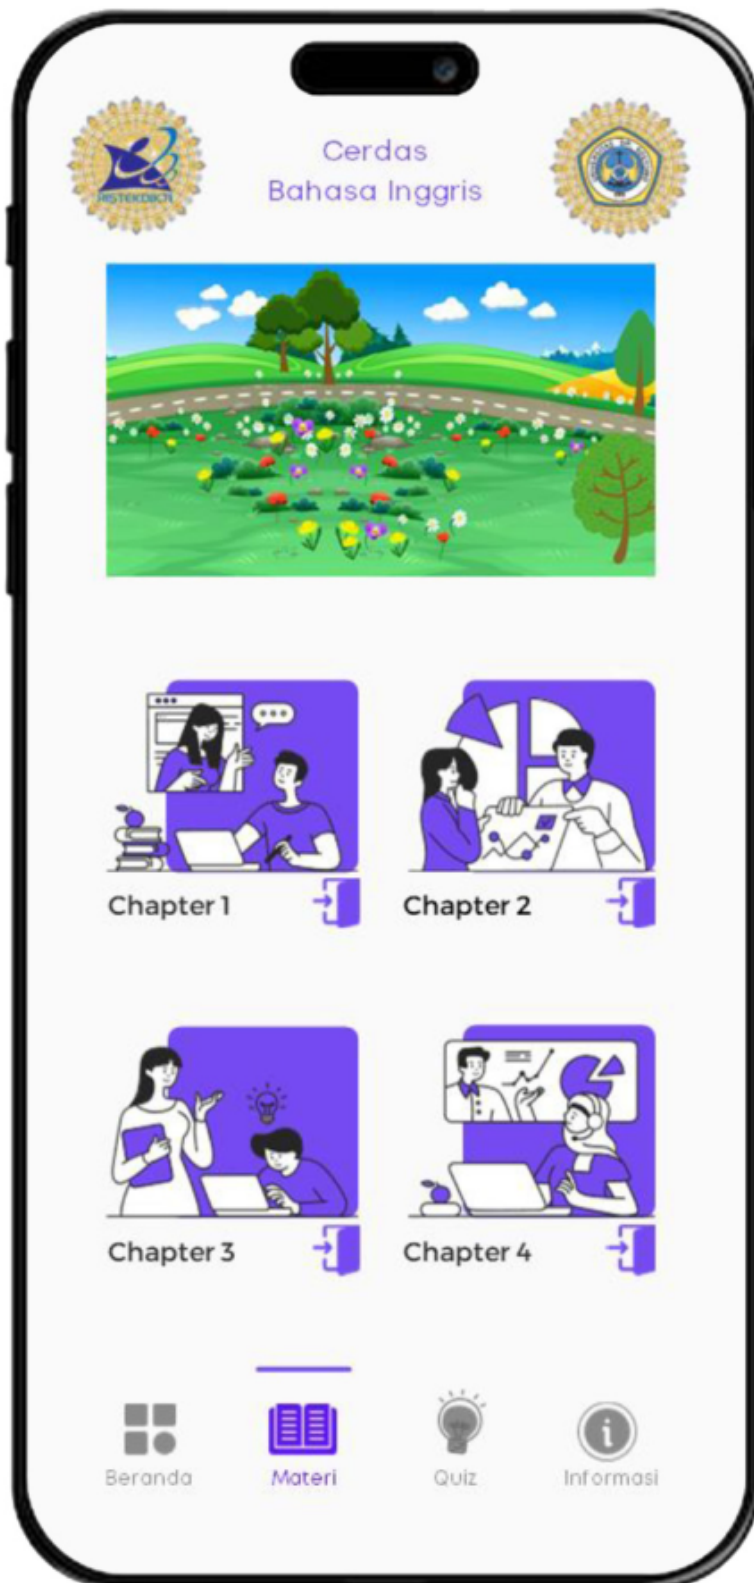 Cerdas
Bahasa Inggris
Chapter 1
Chapter 2
Chapter 3
Chapter 4
Beranda
Materi
Quiz
Informasi